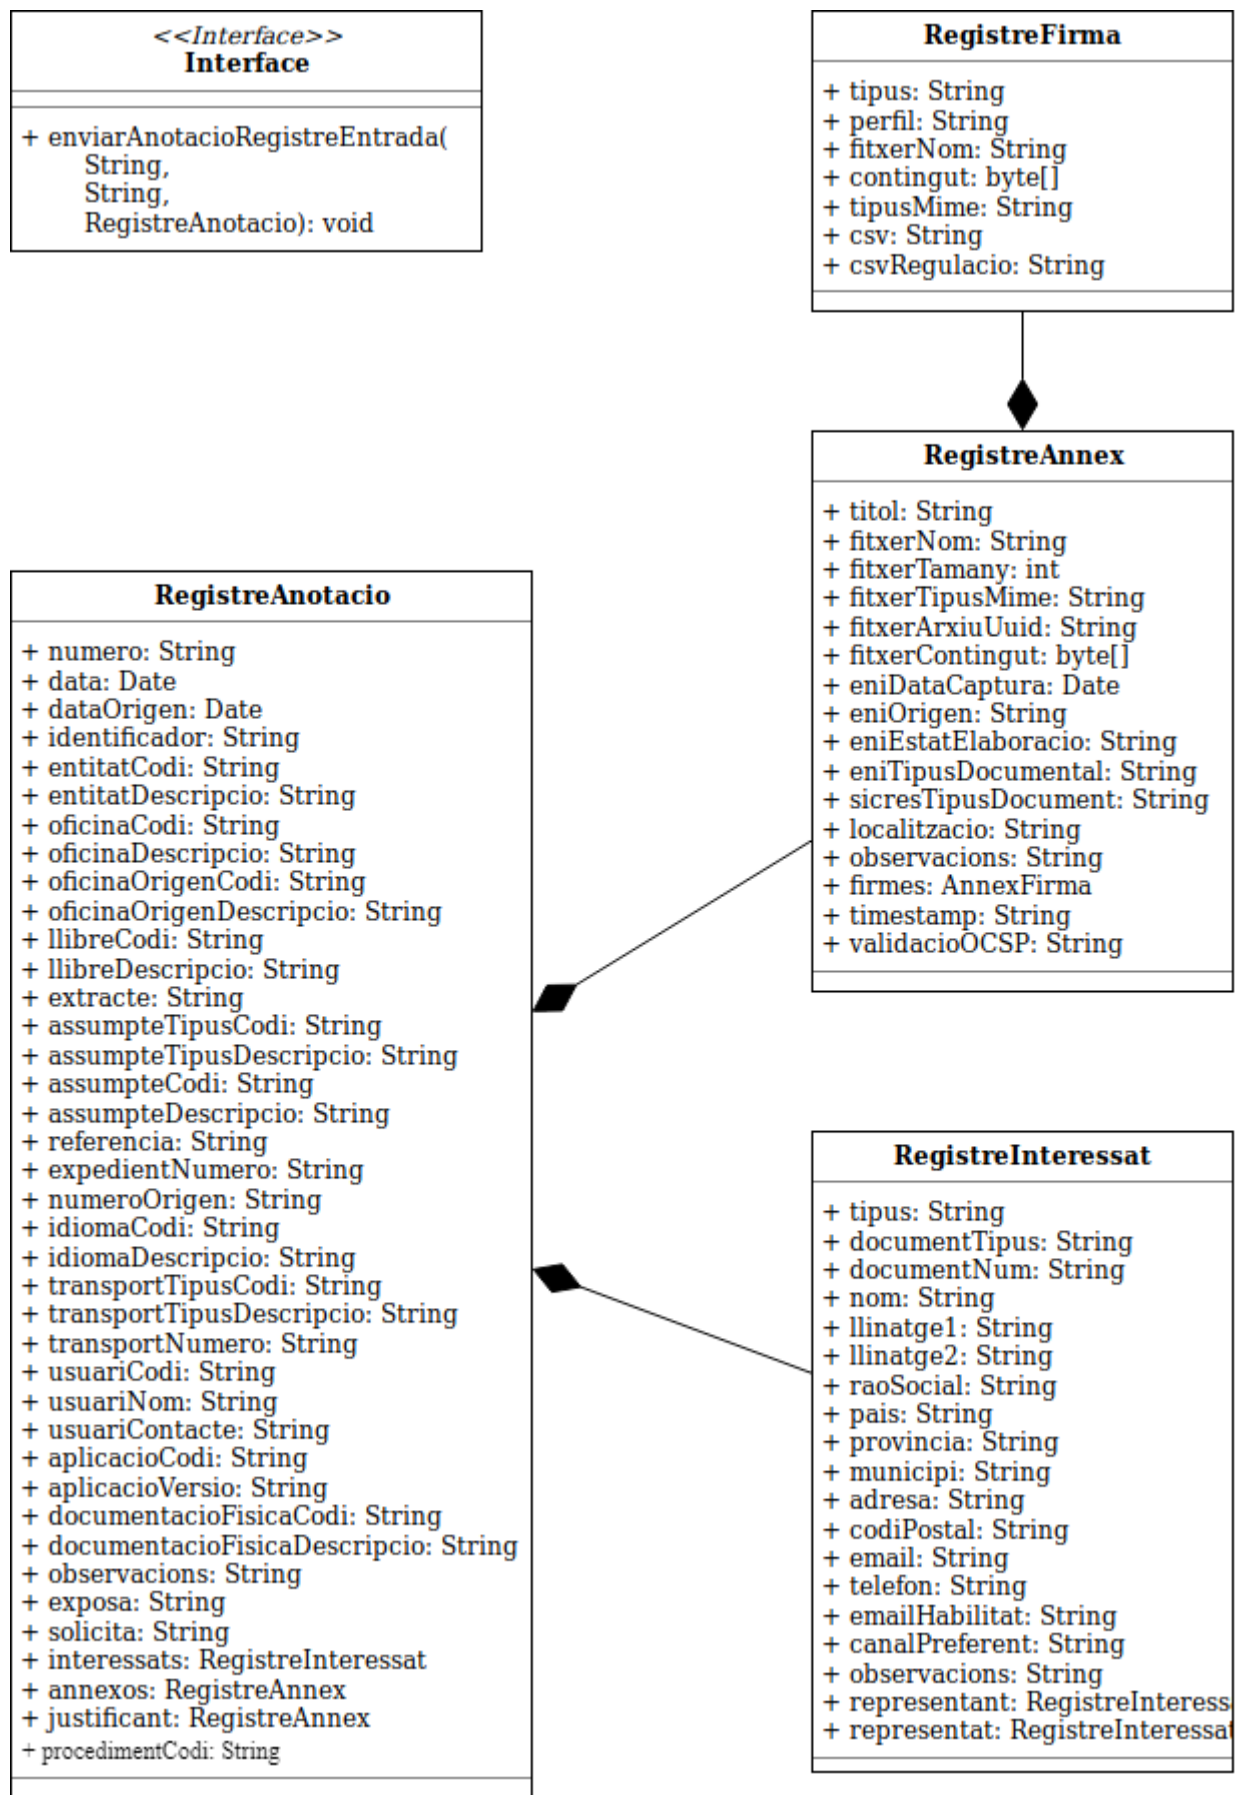 <<Interface>>
Interface
+ enviarAnotacioRegistreEntrada(
String,
String,
RegistreAnotacio): void
RegistreFirma
+ tipus: String
+ perfil: String
+ fitxerNom: String
+ contingut: byte[]
+ tipusMime: String
+ csv: String
+ csvRegulacio: String
RegistreAnnex
+ titol: String
+ fitxerNom: String
+ fitxerTamany: int
+ fitxerTipusMime: String
+ fitxerArxiuUuid: String
+ fitxerContingut: byte[]
+ eniDataCaptura: Date
+ eniOrigen: String
+ eniEstatElaboracio: String
+ eniTipusDocumental: String
+ sicresTipusDocument: String
+ localitzacio: String
+ observacions: String
+ firmes: AnnexFirma
+ timestamp: String
+ validacioOCSP: String
RegistreAnotacio
+ numero: String
+ data: Date
+ dataOrigen: Date
+ identificador: String
+ entitatCodi: String
+ entitatDescripcio: String
+ oficinaCodi: String
+ oficinaDescripcio: String
+ oficinaOrigenCodi: String
+ oficinaOrigenDescripcio: String
+ llibreCodi: String
+ llibreDescripcio: String
+ extracte: String
+ assumpteTipusCodi: String
+ assumpteTipusDescripcio: String
+ assumpteCodi: String
+ assumpteDescripcio: String
+ referencia: String
+ expedientNumero: String
+ numeroOrigen: String
+ idiomaCodi: String
+ idiomaDescripcio: String
+ transportTipusCodi: String
+ transportTipusDescripcio: String
+ transportNumero: String
+ usuariCodi: String
+ usuariNom: String
+ usuariContacte: String
+ aplicacioCodi: String
+ aplicacioVersio: String
+ documentacioFisicaCodi: String
+ documentacioFisicaDescripcio: String
+ observacions: String
+ exposa: String
+ solicita: String
+ interessats: RegistreInteressat
+ annexos: RegistreAnnex
+ justificant: RegistreAnnex
+ procedimentCodi: String
RegistreInteressat
+ tipus: String
+ documentTipus: String
+ documentNum: String
+ nom: String
+ llinatge1: String
+ llinatge2: String
+ raoSocial: String
+ pais: String
+ provincia: String
+ municipi: String
+ adresa: String
+ codiPostal: String
+ email: String
+ telefon: String
+ emailHabilitat: String
+ canalPreferent: String
+ observacions: String
+ representant: RegistreInteress
+ representat: RegistreInteressat